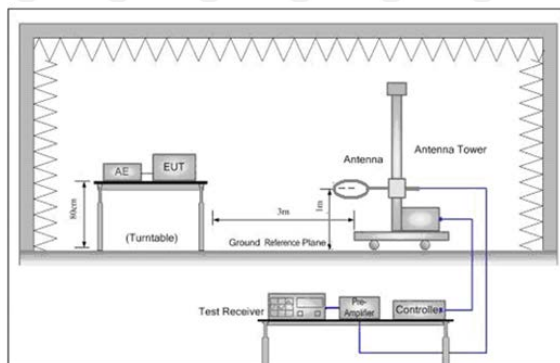 AE
EUT
80cm
(Turntable)
3m
1m
Antenna
Antenna Tower
Ground Reference Plane
Test Receiver
Pre-
Amplifier
Controller